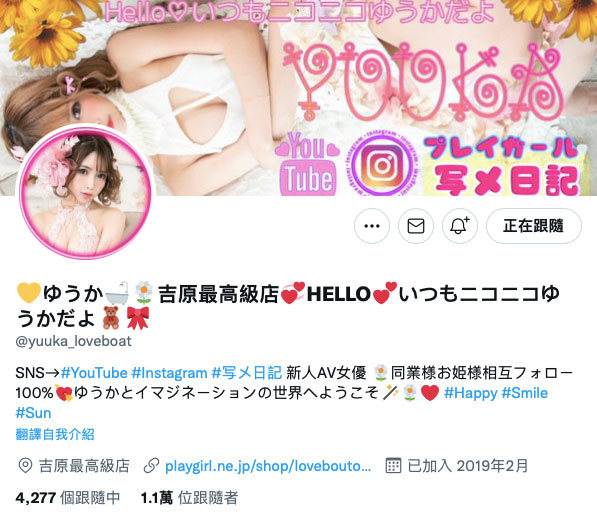 Hello♡いつもニコニコゆうかだよ
YUUKA
You Tube
Instagram
プレイガール
写メ日記
正在跟隨
💛ゆうか🛁🌼吉原最高級店💞HELLO💕いつもニコニコゆ
うかだよ🧸🎀
@yuuka_loveboat
SNS→#YouTube #Instagram #写メ日記 新人AV女優 🌼同業様お姫様相互フォロー
100%💘ゆうかとイマジネーションの世界へようこそ🪄🌼❤️ #Happy #Smile
#Sun
翻譯自我介紹
吉原最高級店 playgirl.ne.jp/shop/lovebouto... 已加入 2019年2月
4,277 個跟隨中 1.1萬 位跟隨者